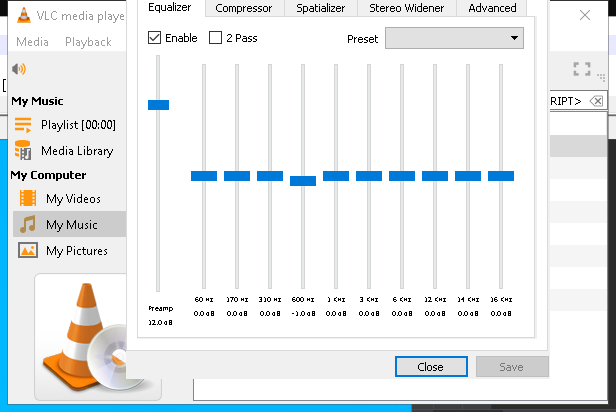 VLC media playe
Media Playback
Equalizer Compressor Spatializer Stereo Widener Advanced
Enable 2 Pass Preset
RIPT>
My Music
Playlist [00:00]
Media Library
My Computer
My Videos
My Music
My Pictures
60 Hz 170 Hz 310 Hz 600 Hz 1 KHz 3 KHz 6 KHz 12 KHz 14 KHz 16 KHz
0.0 dB 0.0 dB 0.0 dB -1.0 dB 0.0 dB 0.0 dB 0.0 dB 0.0 dB 0.0 dB 0.0 dB
Preamp
12.0 dB
Close Save